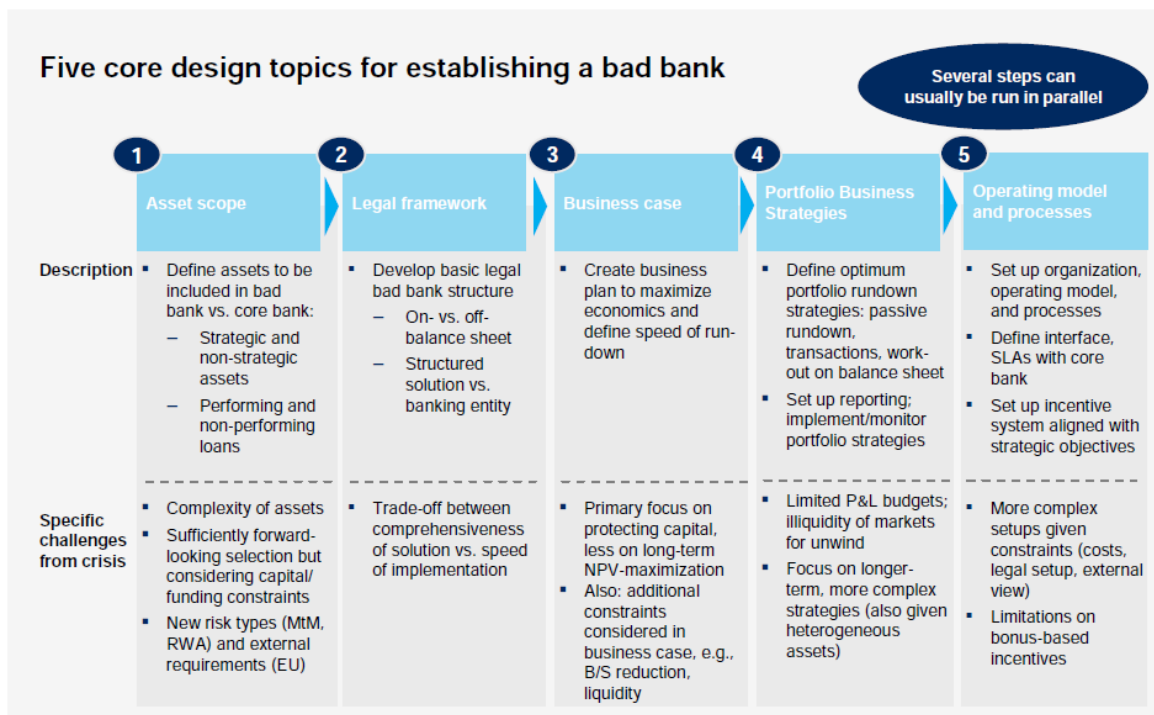 Five core design topics for establishing a bad bank
Several steps can
usually be run in parallel
1
Asset scope
2
Legal framework
3
Business case
4
Portfolio Business
Strategies
5
Operating model
and processes
Description
▪ Define assets to be
included in bad
bank vs. core bank:
– Strategic and
non-strategic
assets
– Performing and
non-performing
loans
▪ Develop basic legal
bad bank structure
– On- vs. off-
balance sheet
– Structured
solution vs.
banking entity
▪ Create business
plan to maximize
economics and
define speed of run-
down
▪ Define optimum
portfolio rundown
strategies: passive
rundown,
transactions, work-
out on balance sheet
▪ Set up reporting;
implement/monitor
portfolio strategies
▪ Set up organization,
operating model,
and processes
▪ Define interface,
SLAs with core
bank
▪ Set up incentive
system aligned with
strategic objectives
Specific
challenges
from crisis
▪ Complexity of assets
▪ Sufficiently forward-
looking selection but
considering capital/
funding constraints
▪ New risk types (MtM,
RWA) and external
requirements (EU)
▪ Trade-off between
comprehensiveness
of solution vs. speed
of implementation
▪ Primary focus on
protecting capital,
less on long-term
NPV-maximization
▪ Also: additional
constraints
considered in
business case, e.g.,
B/S reduction,
liquidity
▪ Limited P&L budgets;
illiquidity of markets
for unwind
▪ Focus on longer-
term, more complex
strategies (also given
heterogeneous
assets)
▪ More complex
setups given
constraints (costs,
legal setup, external
view)
▪ Limitations on
bonus-based
incentives